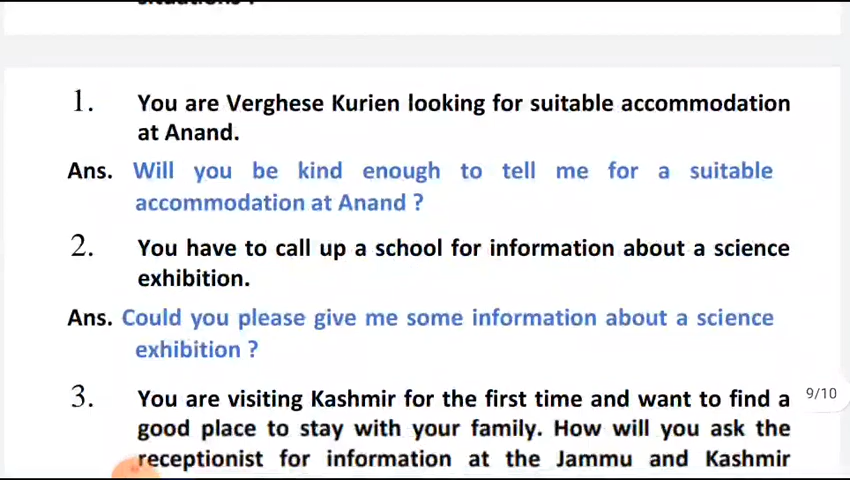 1. You are Verghese Kurien looking for suitable accommodation
at Anand.
Ans. Will you be kind enough to tell me for a suitable
accommodation at Anand ?
2. You have to call up a school for information about a science
exhibition.
Ans. Could you please give me some information about a science
exhibition ?
3. You are visiting Kashmir for the first time and want to find a
9/10
good place to stay with your family. How will you ask the
receptionist for information at the Jammu and Kashmir